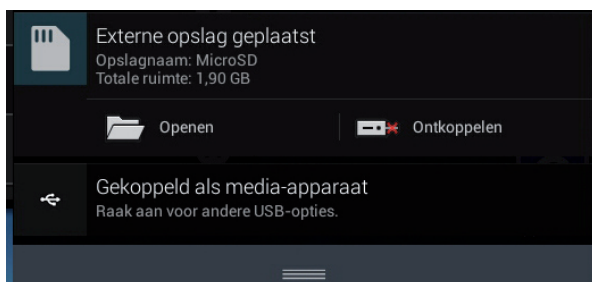 Externe opslag geplaatst
Opslagnaam: MicroSD
Totale ruimte: 1,90 GB
Openen
Ontkoppelen
Gekoppeld als media-apparaat
Raak aan voor andere USB-opties.